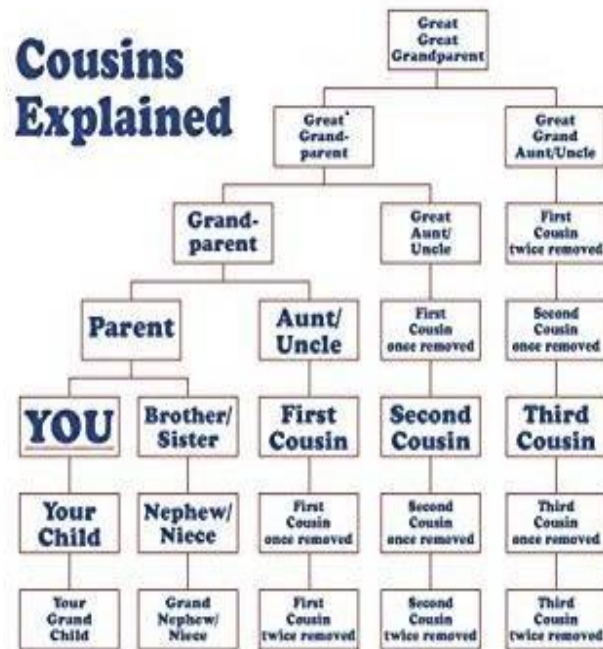 Cousins
Explained
Great
Great
Grandparent
Great
Grand-
parent
Great
Grand
Aunt/Uncle
Grand-
parent
Great
Aunt/
Uncle
First
Cousin
twice removed
Parent
Aunt/
Uncle
First
Cousin
once removed
Second
Cousin
once removed
YOU
Brother/
Sister
First
Cousin
Second
Cousin
Third
Cousin
Your
Child
Nephew/
Niece
First
Cousin
once removed
Second
Cousin
once removed
Third
Cousin
once removed
Your
Grand
Child
Grand
Nephew/
Niece
First
Cousin
twice removed
Second
Cousin
twice removed
Third
Cousin
twice removed